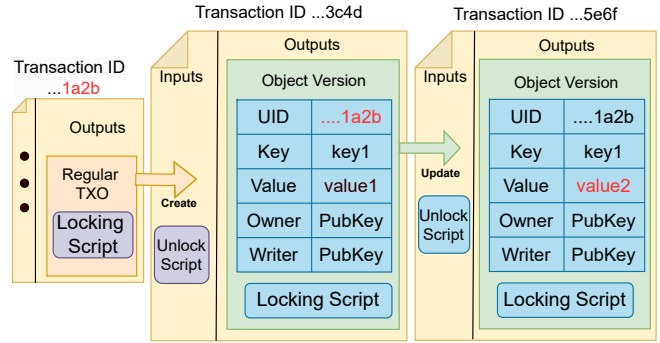 Transaction ID
...1a2b
Outputs
Regular
TXO
Locking
Script
Transaction ID ...3c4d
Inputs
Create
Unlock
Script
Outputs
Object Version
UID ....1a2b
Key key1
Value value1
Owner PubKey
Writer PubKey
Locking Script
Transaction ID ...5e6f
Inputs
Update
Unlock
Script
Outputs
Object Version
UID ....1a2b
Key key1
Value value2
Owner PubKey
Writer PubKey
Locking Script